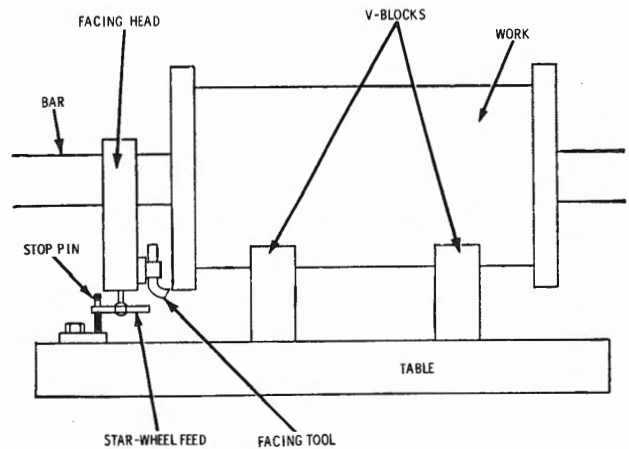 FACING HEAD
V-BLOCKS
WORK
BAR
STOP PIN
TABLE
STAR-WHEEL FEED
FACING TOOL